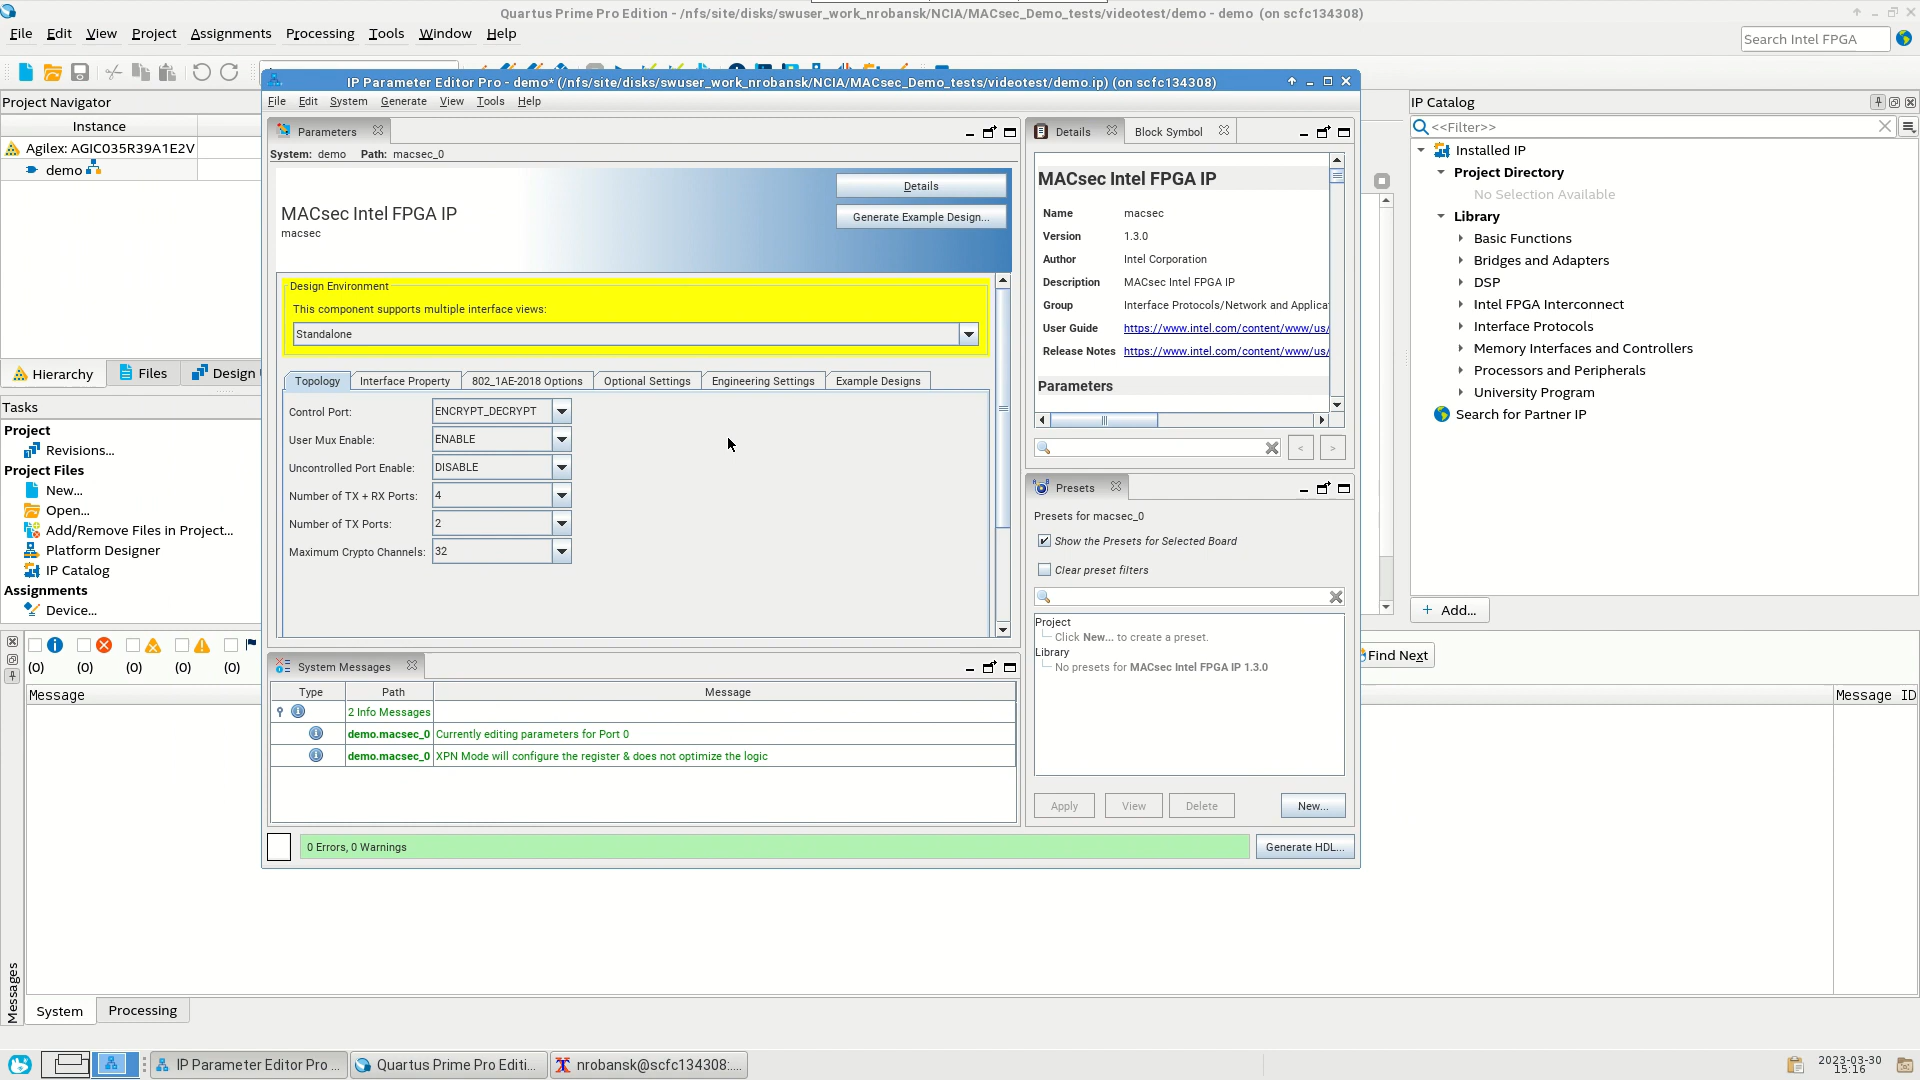 Quartus Prime Pro Edition - /nfs/site/disks/swuser_work_nrobansk/NCIA/MACsec_Demo_tests/videotest/demo - demo (on scfc134308)
File Edit View Project Assignments Processing Tools Window Help
Search Intel FPGA
IP Parameter Editor Pro - demo* (/nfs/site/disks/swuser_work_nrobansk/NCIA/MACsec_Demo_tests/videotest/demo.ip) (on scfc134308)
File Edit System Generate View Tools Help
Project Navigator
Instance
Agilex: AGIC035R39A1E2V
demo
Hierarchy Files Design
Tasks
Project
Revisions...
Project Files
New...
Open...
Add/Remove Files in Project...
Platform Designer
IP Catalog
Assignments
Device...
Parameters
System: demo Path: macsec_0
MACsec Intel FPGA IP
macsec
Details
Generate Example Design...
Design Environment
This component supports multiple interface views:
Standalone
Topology Interface Property 802_1AE-2018 Options Optional Settings Engineering Settings Example Designs
Control Port: ENCRYPT_DECRYPT
User Mux Enable: ENABLE
Uncontrolled Port Enable: DISABLE
Number of TX + RX Ports: 4
Number of TX Ports: 2
Maximum Crypto Channels: 32
System Messages
Type Path Message
2 Info Messages
demo.macsec_0 Currently editing parameters for Port 0
demo.macsec_0 XPN Mode will configure the register & does not optimize the logic
0 Errors, 0 Warnings
Generate HDL...
Details Block Symbol
MACsec Intel FPGA IP
Name macsec
Version 1.3.0
Author Intel Corporation
Description MACsec Intel FPGA IP
Group Interface Protocols/Network and Applica
User Guide https://www.intel.com/content/www/us/
Release Notes https://www.intel.com/content/www/us/
Parameters
< >
Presets
Presets for macsec_0
Show the Presets for Selected Board
Clear preset filters
Project
Click New... to create a preset.
Library
No presets for MACsec Intel FPGA IP 1.3.0
Apply View Delete New...
IP Catalog
<<Filter>>
Installed IP
Project Directory
No Selection Available
Library
Basic Functions
Bridges and Adapters
DSP
Intel FPGA Interconnect
Interface Protocols
Memory Interfaces and Controllers
Processors and Peripherals
University Program
Search for Partner IP
+ Add...
(0) (0) (0) (0) (0)
Find Next
Message Message ID
Messages
System Processing
IP Parameter Editor Pro ... Quartus Prime Pro Editi... nrobansk@scfc134308:....
2023-03-30
15:16